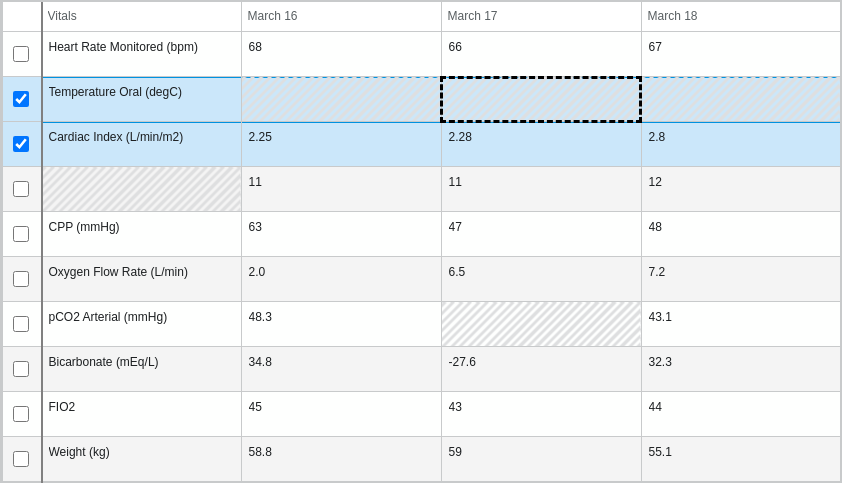 Vitals March 16 March 17 March 18
Heart Rate Monitored (bpm) 68 66 67
Temperature Oral (degC)
Cardiac Index (L/min/m2) 2.25 2.28 2.8
11 11 12
CPP (mmHg) 63 47 48
Oxygen Flow Rate (L/min) 2.0 6.5 7.2
pCO2 Arterial (mmHg) 48.3 43.1
Bicarbonate (mEq/L) 34.8 -27.6 32.3
FIO2 45 43 44
Weight (kg) 58.8 59 55.1